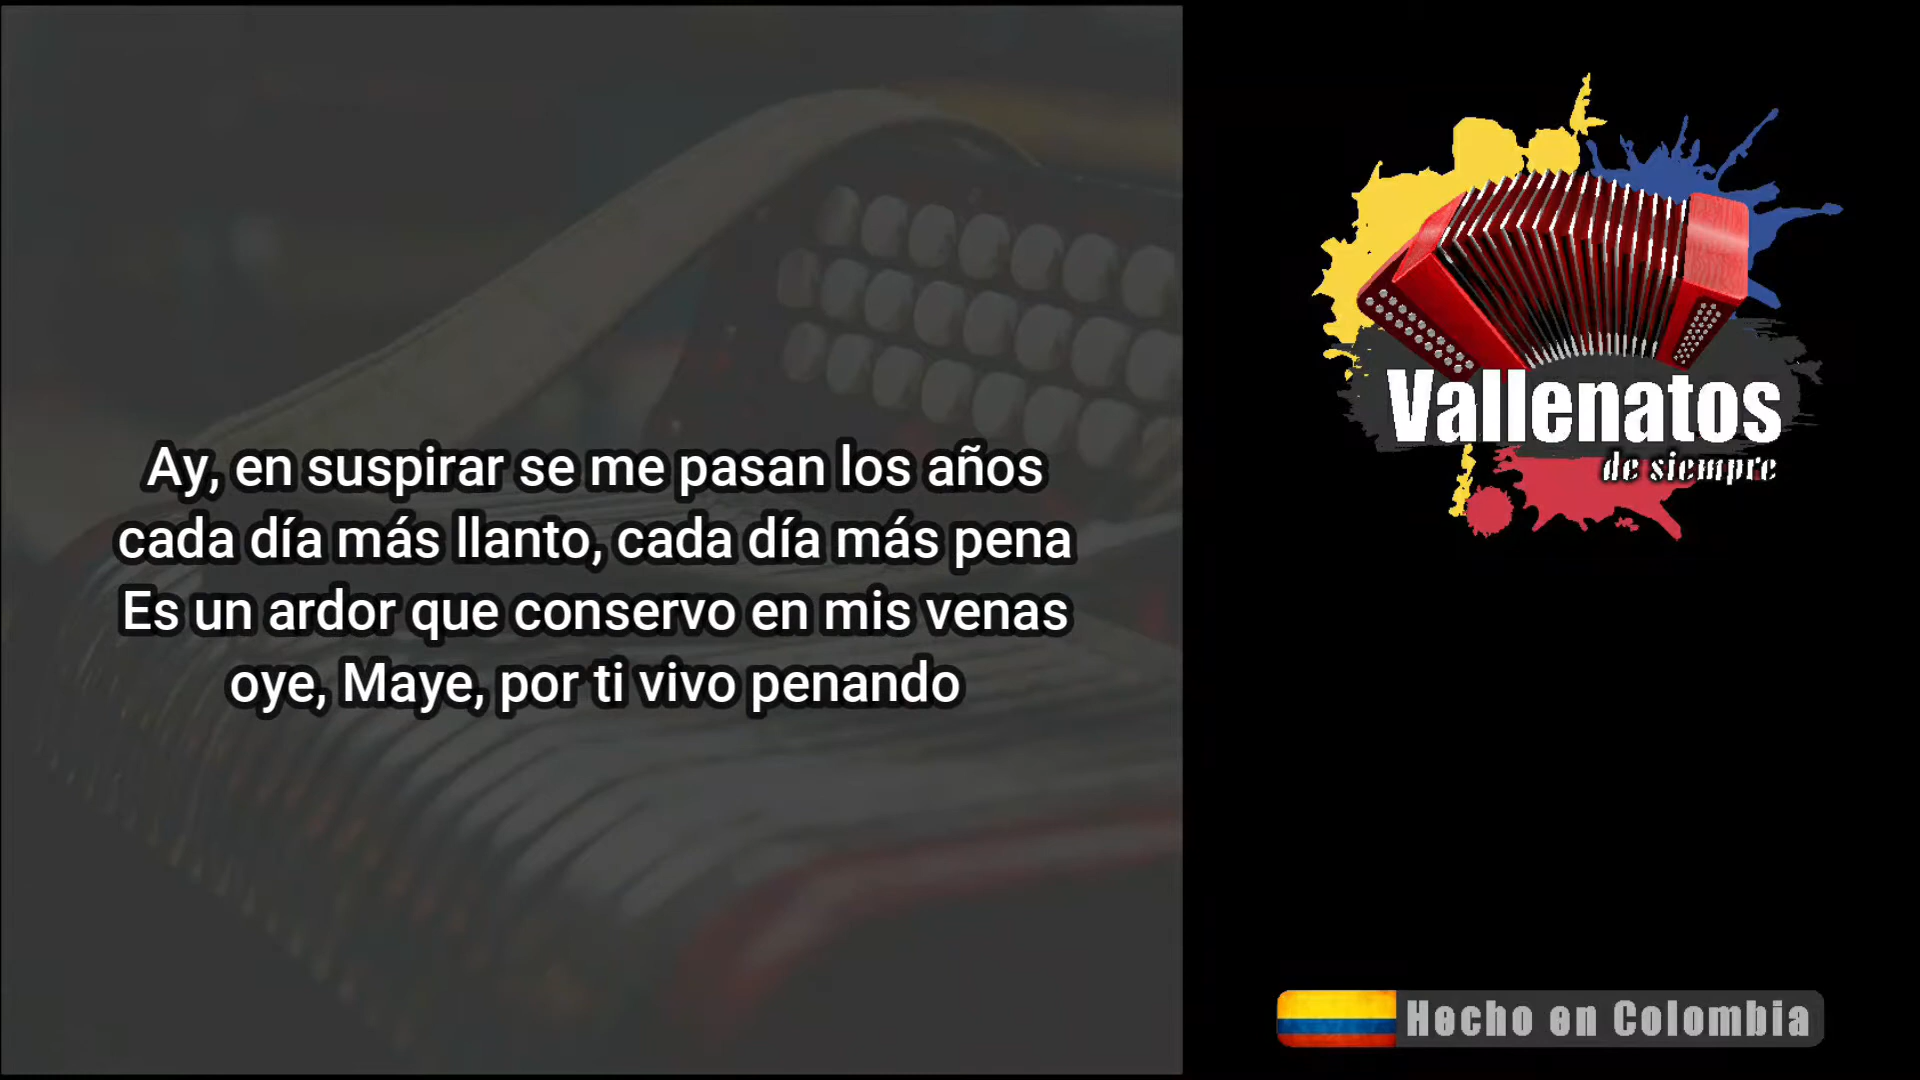 Ay, en suspirar se me pasan los años
cada día más llanto, cada día más pena
Es un ardor que conservo en mis venas
oye, Maye, por ti vivo penando
Vallenatos
de siempre
Hecho en Colombia